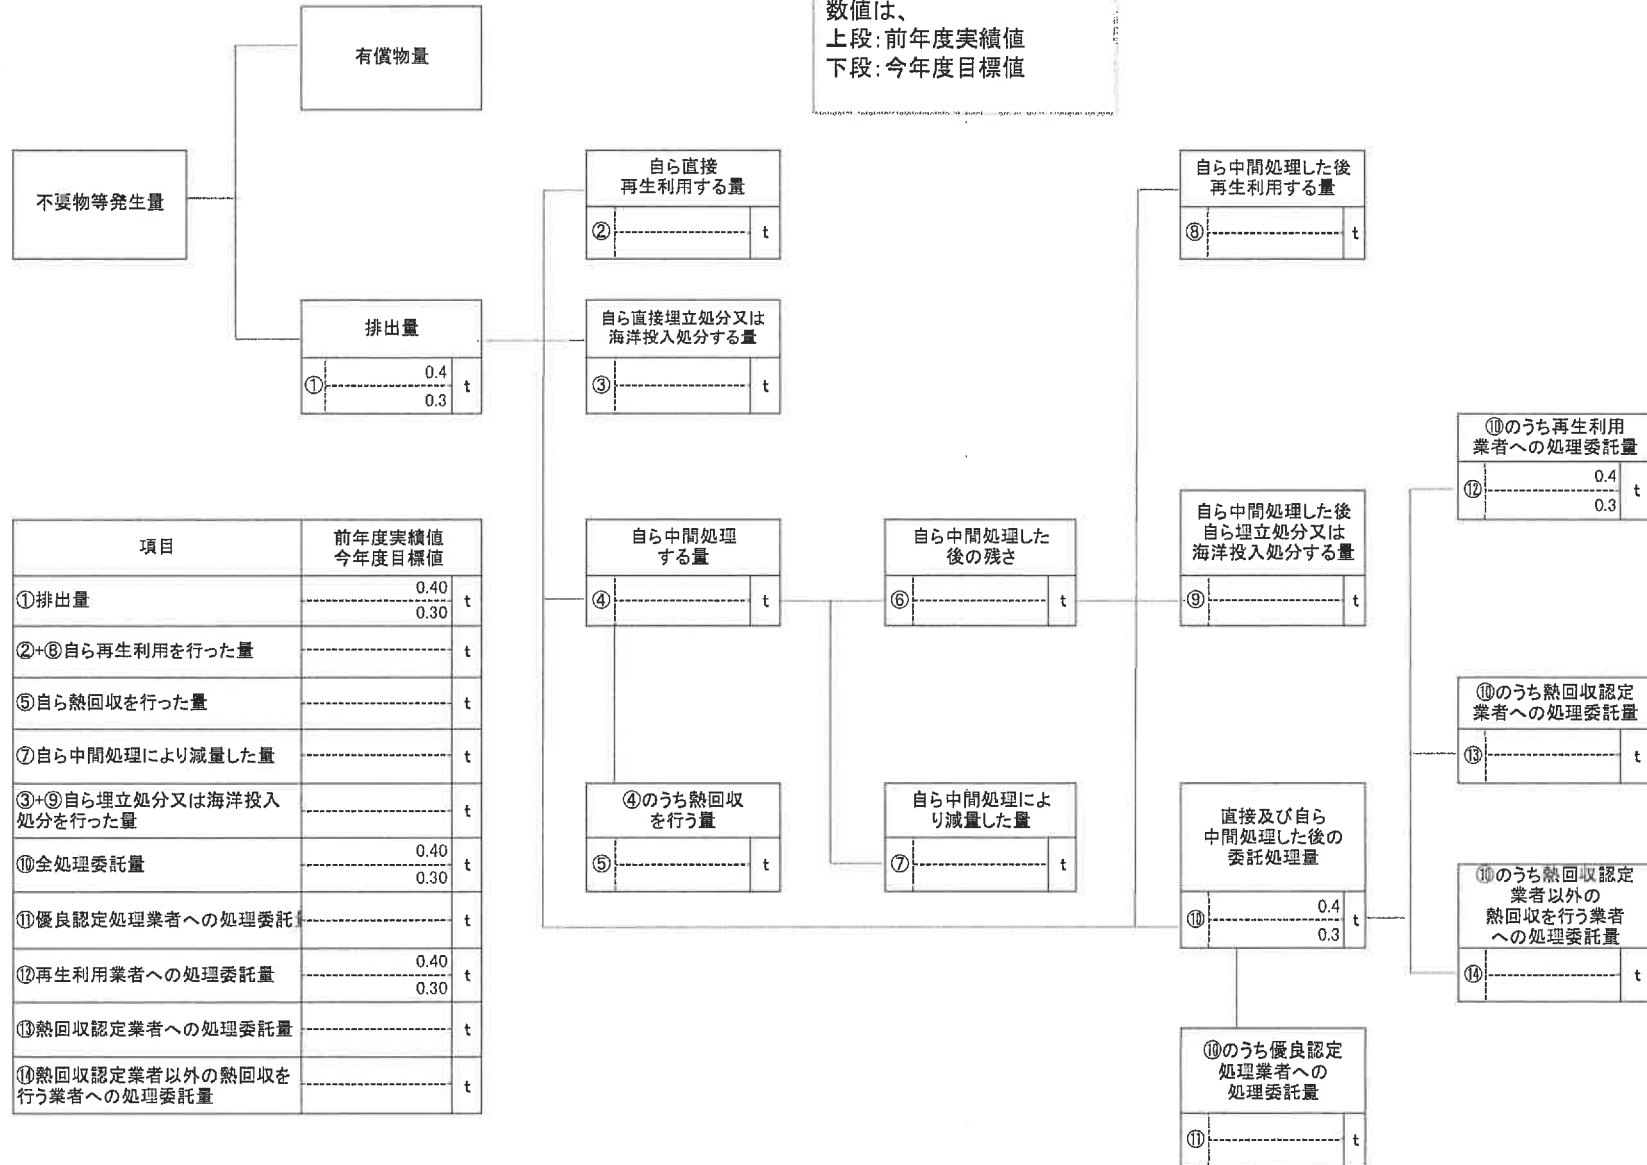 数値は、
上段:前年度実績値
下段:今年度目標値
有償物量
不要物等発生量
排出量
① 0.4 t
0.3
自ら直接
再生利用する量
② t
自ら直接埋立処分又は
海洋投入処分する量
③ t
自ら中間処理
する量
④ t
④のうち熱回収
を行う量
⑤ t
自ら中間処理した
後の残さ
⑥ t
自ら中間処理によ
り減量した量
⑦ t
自ら中間処理した後
再生利用する量
⑧ t
自ら中間処理した後
自ら埋立処分又は
海洋投入処分する量
⑨ t
直接及び自ら
中間処理した後の
委託処理量
⑩ 0.4 t
0.3
⑩のうち優良認定
処理業者への
処理委託量
⑪ t
⑩のうち再生利用
業者への処理委託量
⑫ 0.4 t
0.3
⑩のうち熱回収認定
業者への処理委託量
⑬ t
⑩のうち熱回収認定
業者以外の
熱回収を行う業者
への処理委託量
⑭ t
項目 前年度実績値
今年度目標値
①排出量 0.40 t
0.30
②+⑧自ら再生利用を行った量 t
⑤自ら熱回収を行った量 t
⑦自ら中間処理により減量した量 t
③+⑨自ら埋立処分又は海洋投入
処分を行った量 t
⑩全処理委託量 0.40 t
0.30
⑪優良認定処理業者への処理委託 t
⑫再生利用業者への処理委託量 0.40 t
0.30
⑬熱回収認定業者への処理委託量 t
⑭熱回収認定業者以外の熱回収を
行う業者への処理委託量 t